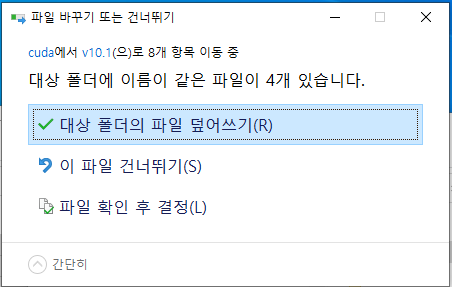 파일 바꾸기 또는 건너뛰기
cuda에서 v10.1(으)로 8개 항목 이동 중
대상 폴더에 이름이 같은 파일이 4개 있습니다.
대상 폴더의 파일 덮어쓰기(R)
이 파일 건너뛰기(S)
파일 확인 후 결정(L)
간단히